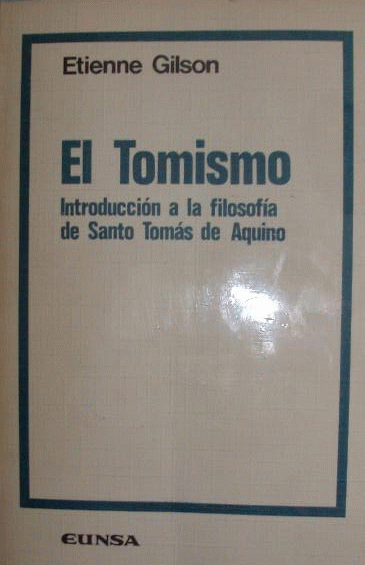 Etienne Gilson
El Tomismo
Introducción a la filosofía
de Santo Tomás de Aquino
EUNSA